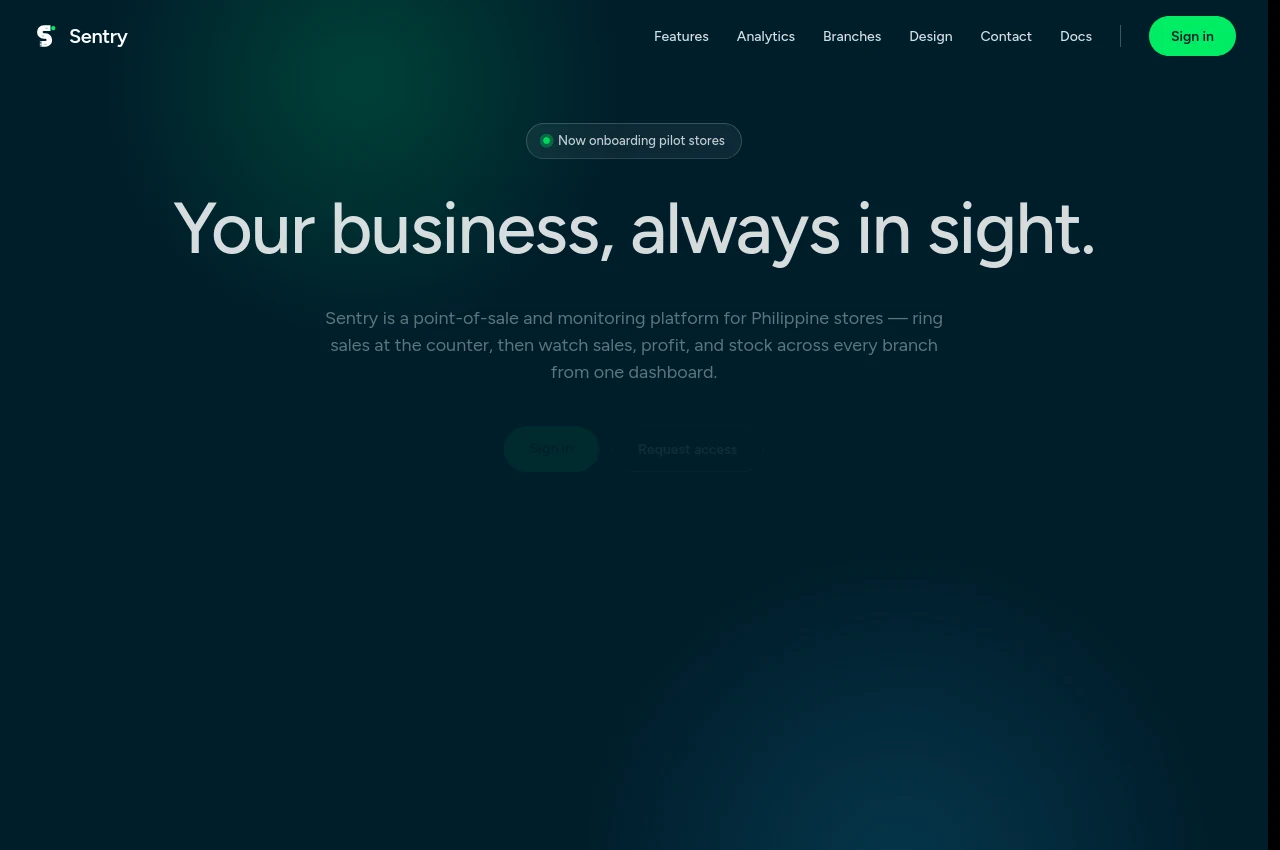 Sentry
Features
Analytics
Branches
Design
Contact
Docs
Sign in
Now onboarding pilot stores
Your business, always in sight.
Sentry is a point-of-sale and monitoring platform for Philippine stores — ring
sales at the counter, then watch sales, profit, and stock across every branch
from one dashboard.
Sign in
Request access